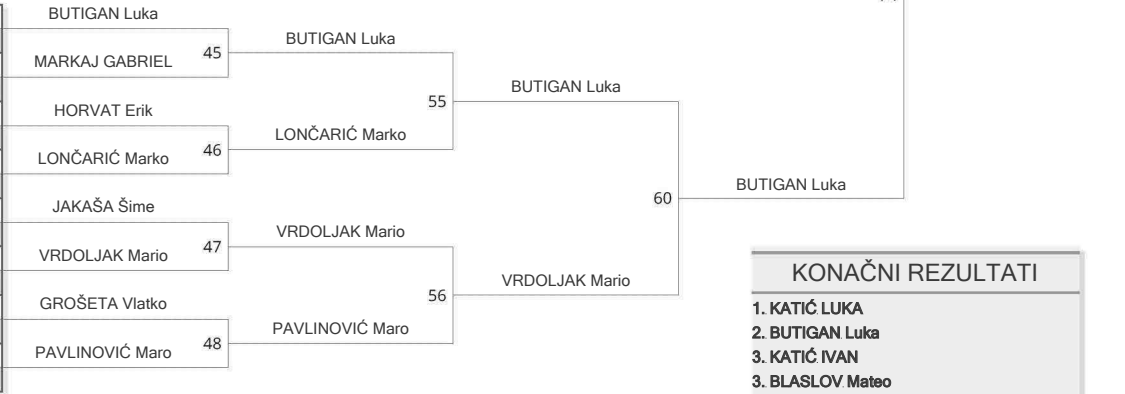 BUTIGAN Luka
MARKAJ GABRIEL
45
BUTIGAN Luka
HORVAT Erik
LONČARIĆ Marko
46
LONČARIĆ Marko
55
BUTIGAN Luka
JAKAŠA Šime
VRDOLJAK Mario
47
VRDOLJAK Mario
GROŠETA Vlatko
PAVLINOVIĆ Maro
48
PAVLINOVIĆ Maro
56
VRDOLJAK Mario
60
BUTIGAN Luka
KONAČNI REZULTATI
1. KATIĆ LUKA
2. BUTIGAN Luka
3. KATIĆ IVAN
3. BLASLOV Mateo